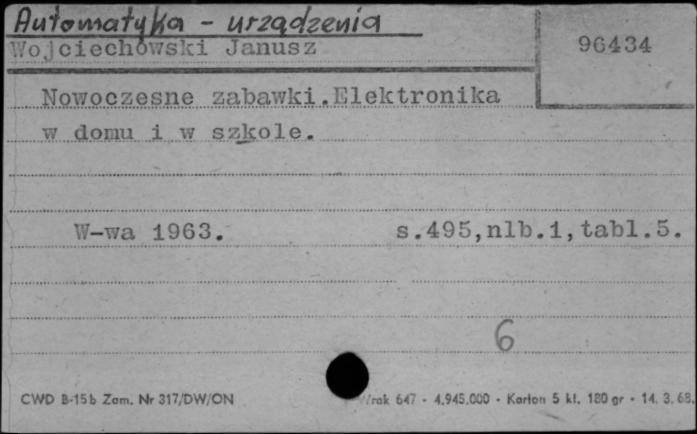 Automatyka - urządzenia
Wojciechowski Janusz
96434
Nowoczesne zabawki.Elektronika
w domu i w szkole.
W-wa 1963.
s.495,nlb.1,tabl.5.
6
CWD B-15b Zam. Nr 317/DW/ON
647 - 4.945.000 - Karton 5 kl. 180 gr - 14. 3. 68.